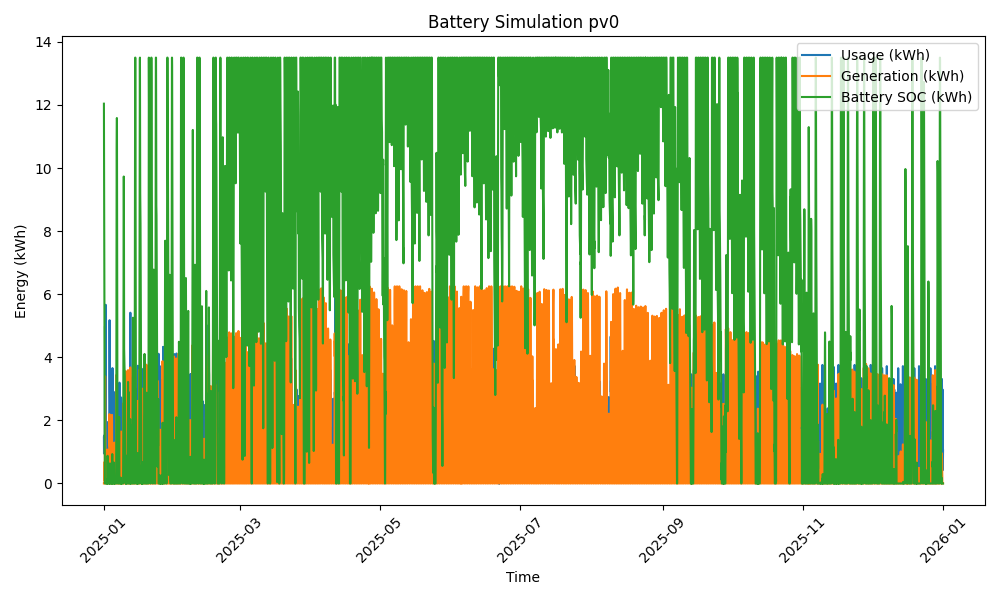 Battery Simulation pv0
Usage (kWh)
Generation (kWh)
Battery SOC (kWh)
Energy (kWh)
14
12
10
8
6
4
2
0
2025-01
2025-03
2025-05
2025-07
2025-09
2025-11
2026-01
Time